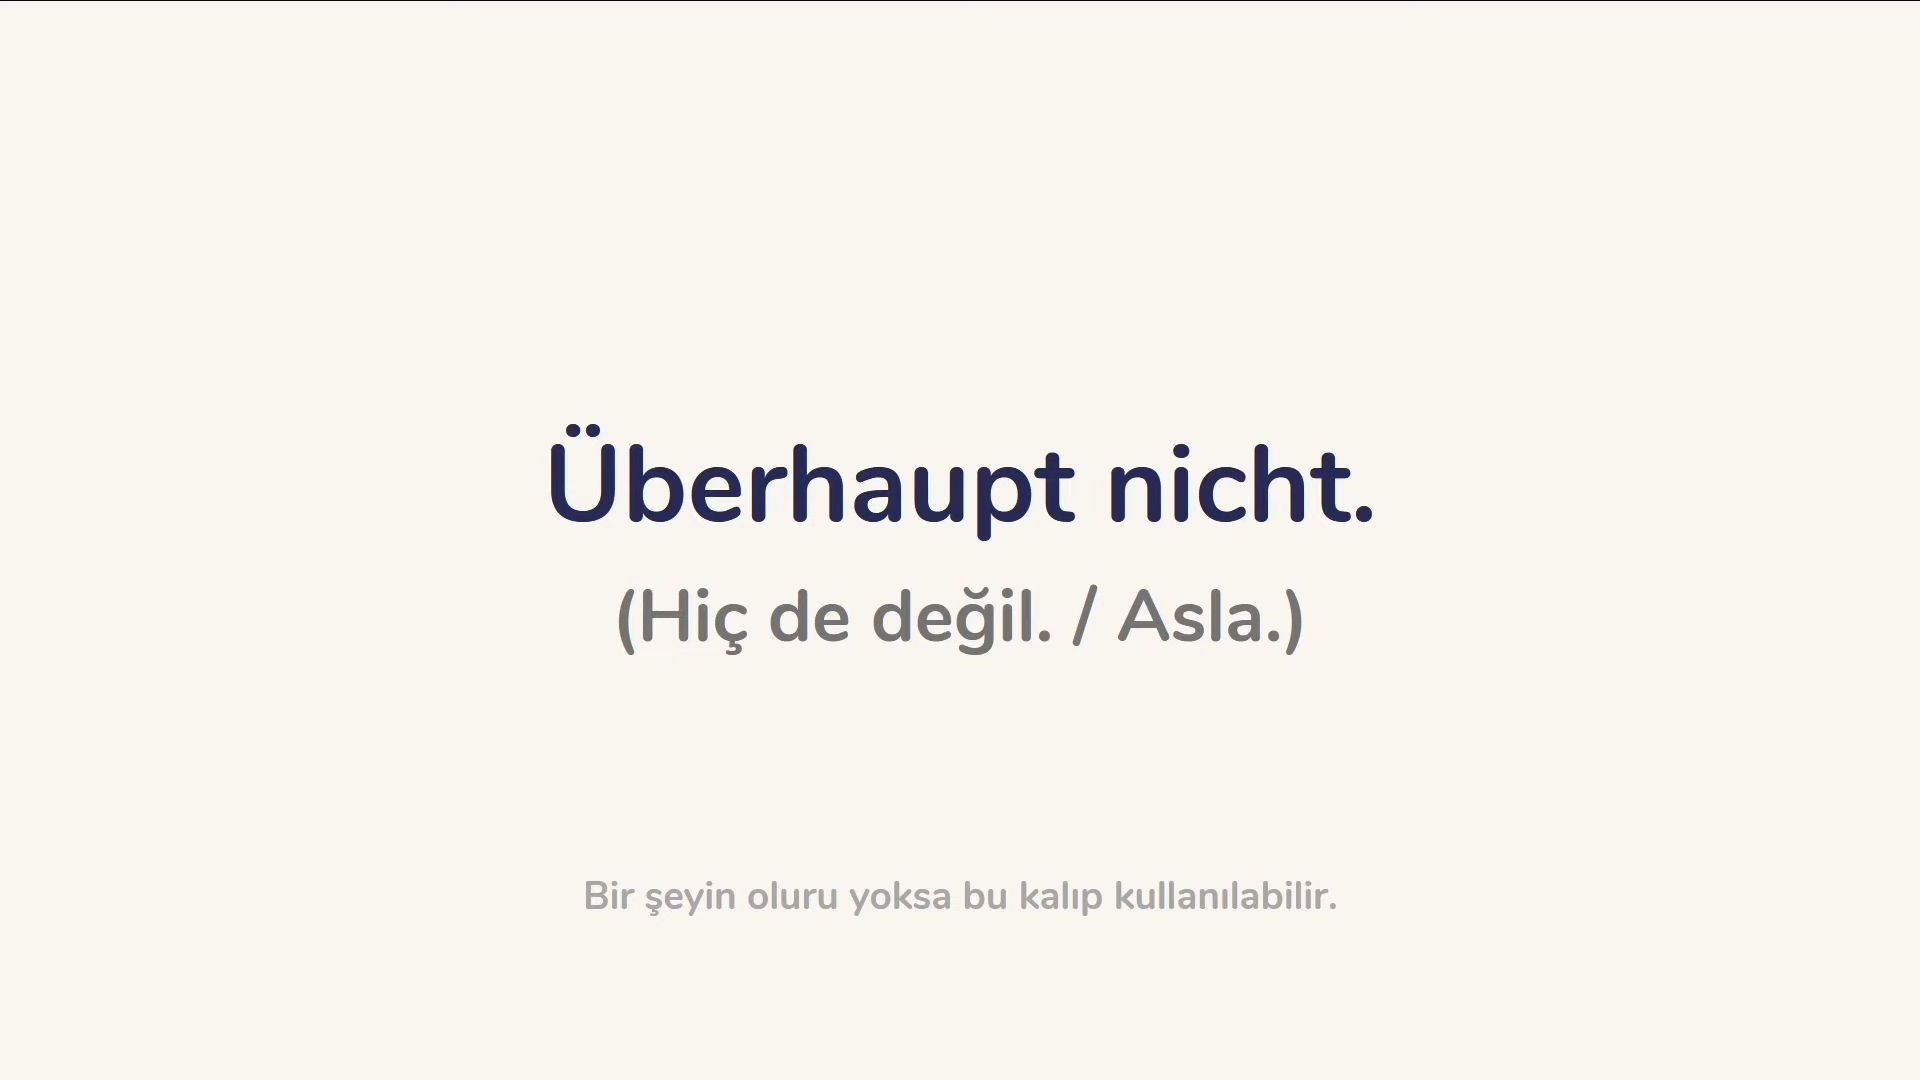 Überhaupt nicht.
(Hiç de değil. / Asla.)
Bir şeyin oluru yoksa bu kalıp kullanılabilir.